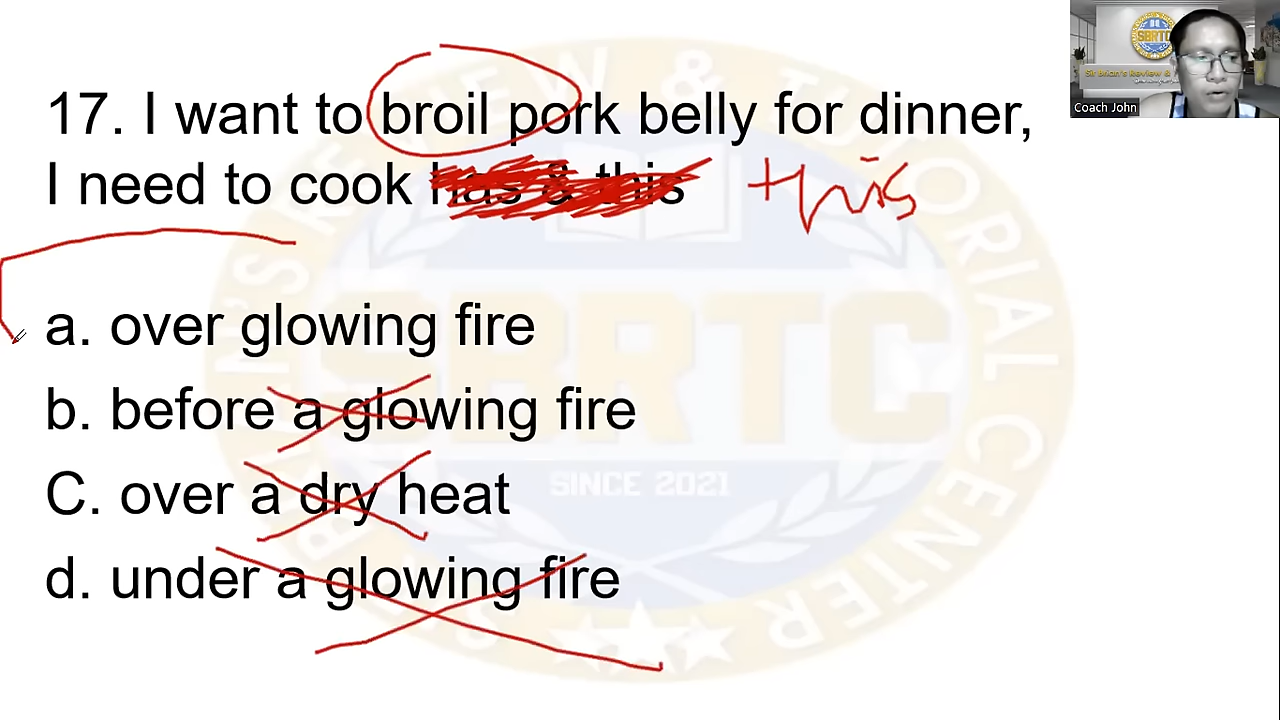 17. I want to broil pork belly for dinner,
I need to cook has & this this
a. over glowing fire
b. before a glowing fire
C. over a dry heat
d. under a glowing fire
SBRTC
SINCE 2021
Coach John